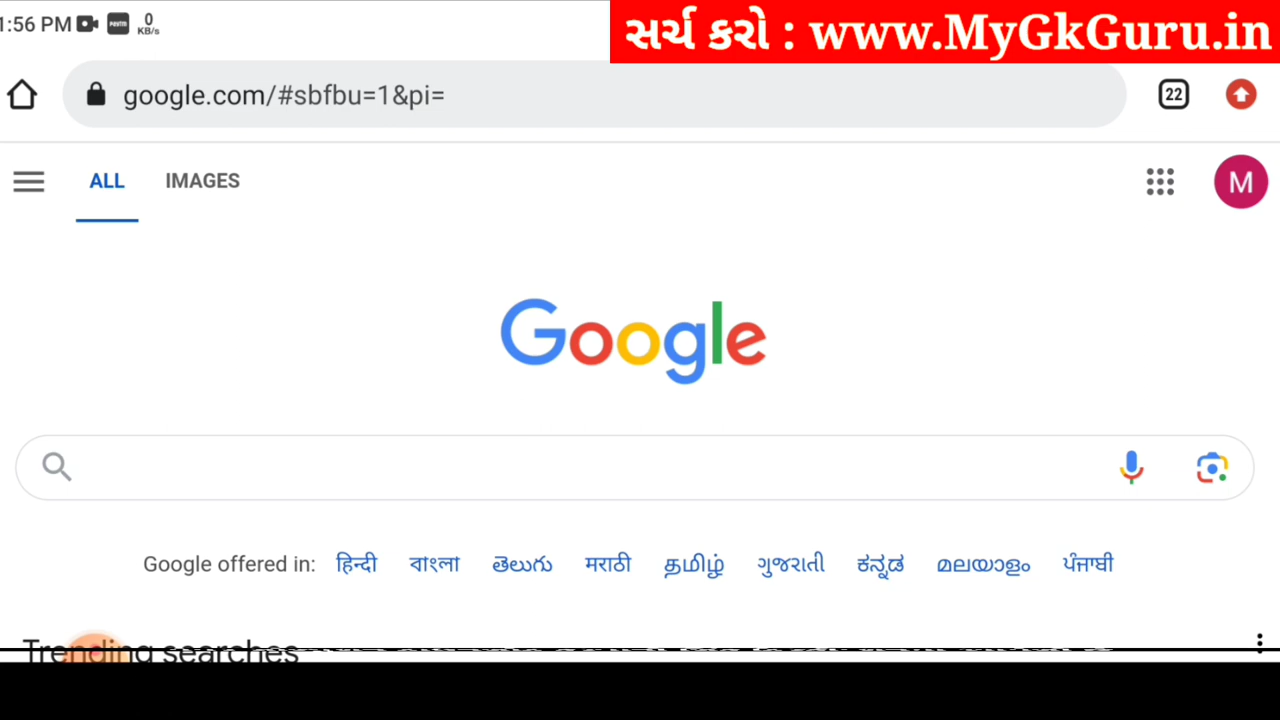 1:56 PM paytm 0 KB/s
સર્ચ કરો : www.MyGkGuru.in
google.com/#sbfbu=1&pi=
22
ALL IMAGES
M
Google
Google offered in: हिन्दी বাংলা తెలుగు मराठी தமிழ் ગુજરાતી ಕನ್ನಡ മലയാളം ਪੰਜਾਬੀ
Trending searches